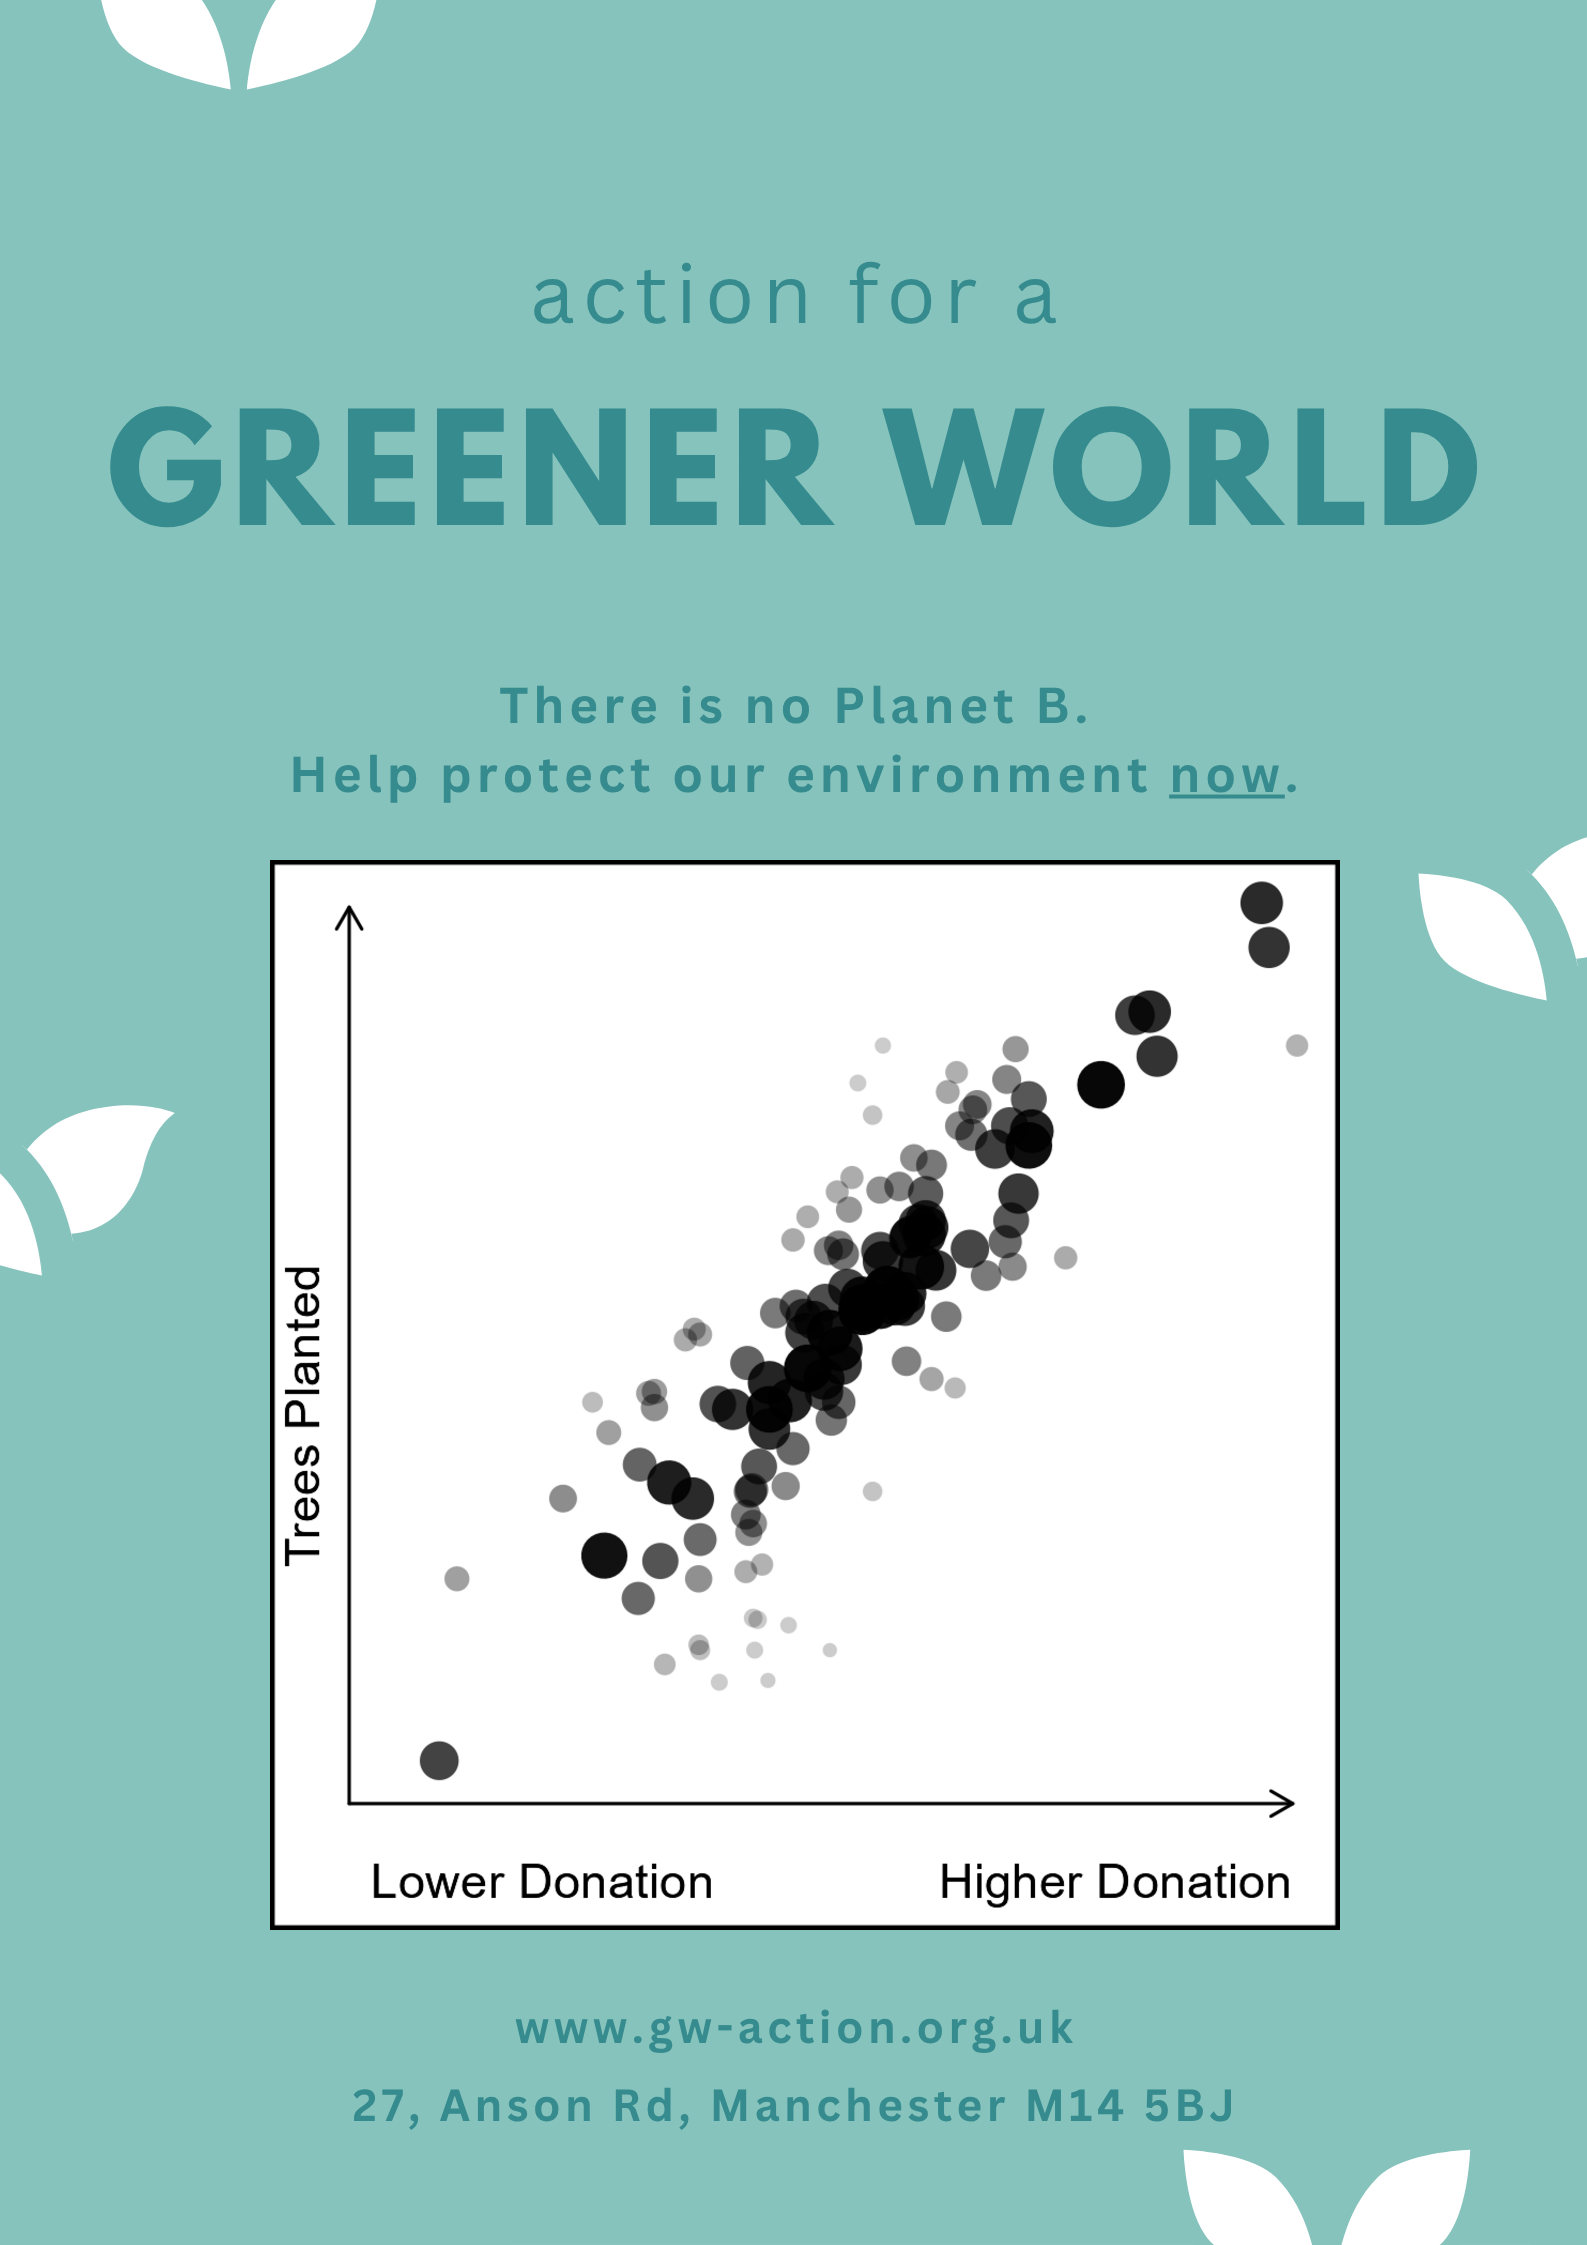 action for a
GREENER WORLD
There is no Planet B.
Help protect our environment now.
Trees Planted
Lower Donation
Higher Donation
www.gw-action.org.uk
27, Anson Rd, Manchester M14 5BJ